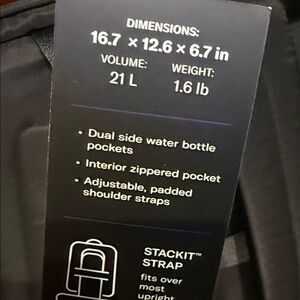 DIMENSIONS:
16.7 × 12.6 × 6.7 in
VOLUME: WEIGHT:
21 L 1.6 lb
• Dual side water bottle
pockets
• Interior zippered pocket
• Adjustable, padded
shoulder straps
STACKIT™
STRAP
fits over
most
upright